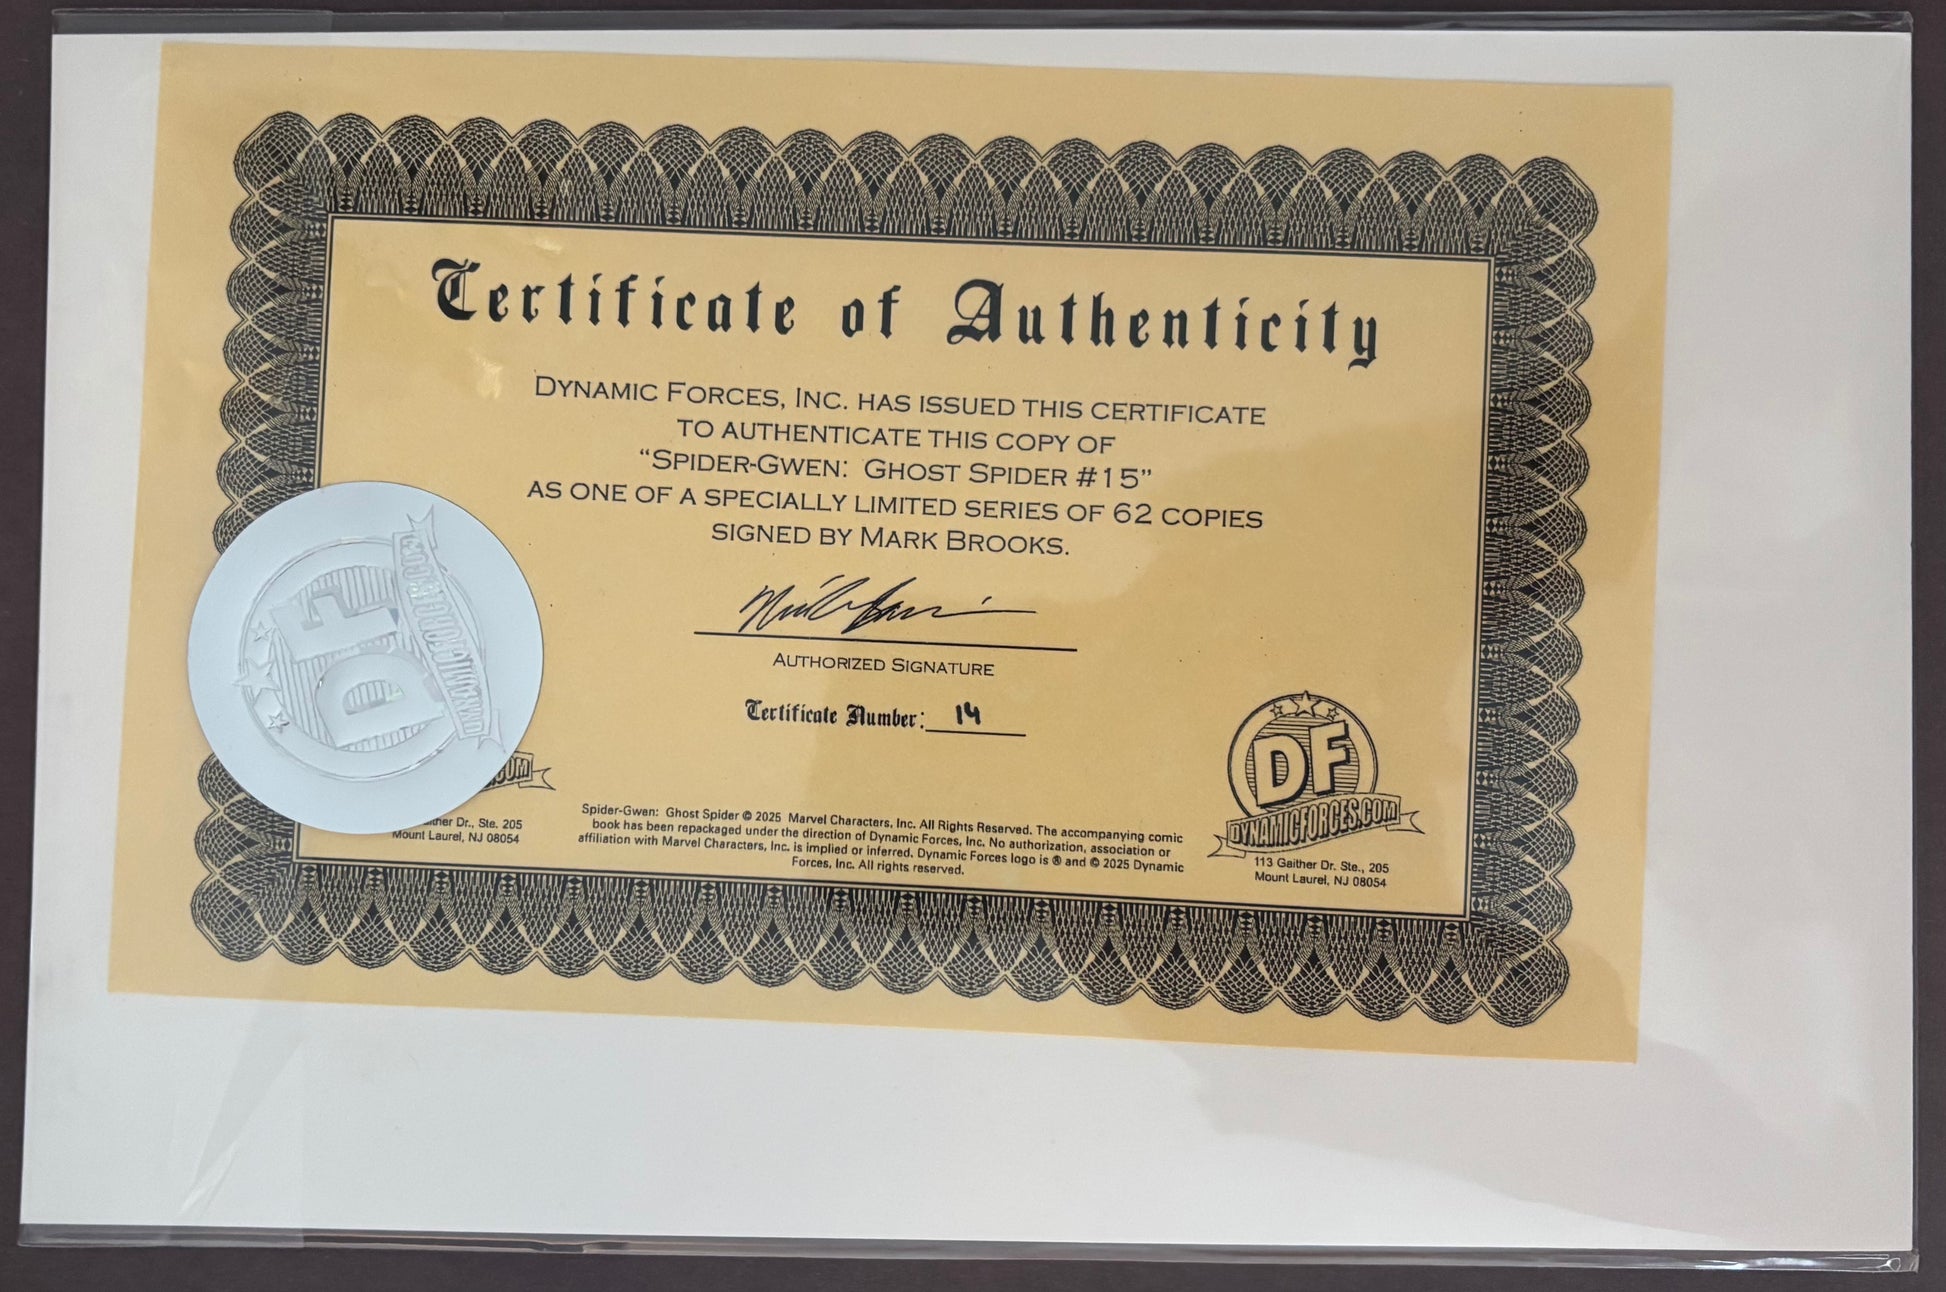 Certificate of Authenticity
DYNAMIC FORCES, INC. HAS ISSUED THIS CERTIFICATE
TO AUTHENTICATE THIS COPY OF
“SPIDER-GWEN: GHOST SPIDER #15”
AS ONE OF A SPECIALLY LIMITED SERIES OF 62 COPIES
SIGNED BY MARK BROOKS.
AUTHORIZED SIGNATURE
Certificate Number: 14
DF
DYNAMICFORCES.COM
Dr., Ste. 205
Mount Laurel, NJ 08054
Spider-Gwen: Ghost Spider © 2025 Marvel Characters, Inc. All Rights Reserved. The accompanying comic
book has been repackaged under the direction of Dynamic Forces, Inc. No authorization, association or
affiliation with Marvel Characters, Inc. is implied or inferred. Dynamic Forces logo is ® and © 2025 Dynamic
Forces, Inc. All rights reserved.
DF
DYNAMICFORCES.COM
113 Gaither Dr. Ste., 205
Mount Laurel, NJ 08054